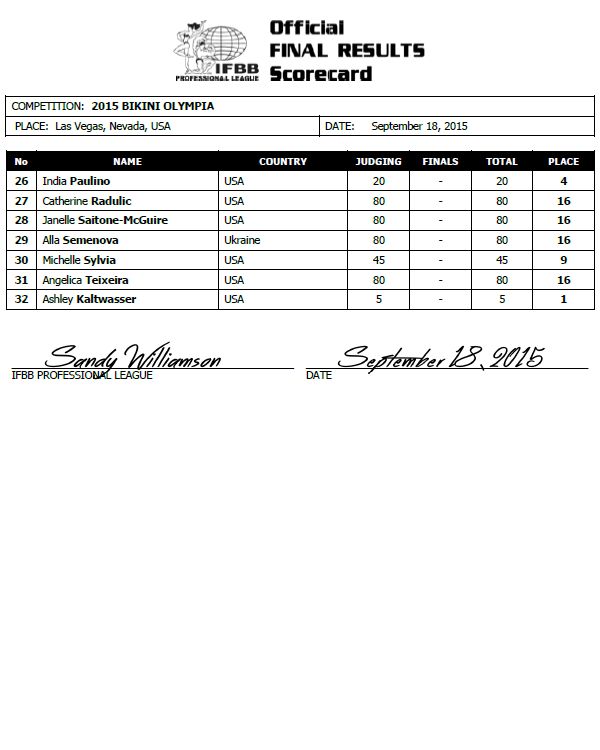 Official
FINAL RESULTS
Scorecard
IFBB
PROFESSIONAL LEAGUE
COMPETITION: 2015 BIKINI OLYMPIA
PLACE: Las Vegas, Nevada, USA DATE: September 18, 2015
No NAME COUNTRY JUDGING FINALS TOTAL PLACE
26 India Paulino USA 20 - 20 4
27 Catherine Radulic USA 80 - 80 16
28 Janelle Saitone-McGuire USA 80 - 80 16
29 Alla Semenova Ukraine 80 - 80 16
30 Michelle Sylvia USA 45 - 45 9
31 Angelica Teixeira USA 80 - 80 16
32 Ashley Kaltwasser USA 5 - 5 1
Sandy Williamson September 18, 2015
IFBB PROFESSIONAL LEAGUE DATE